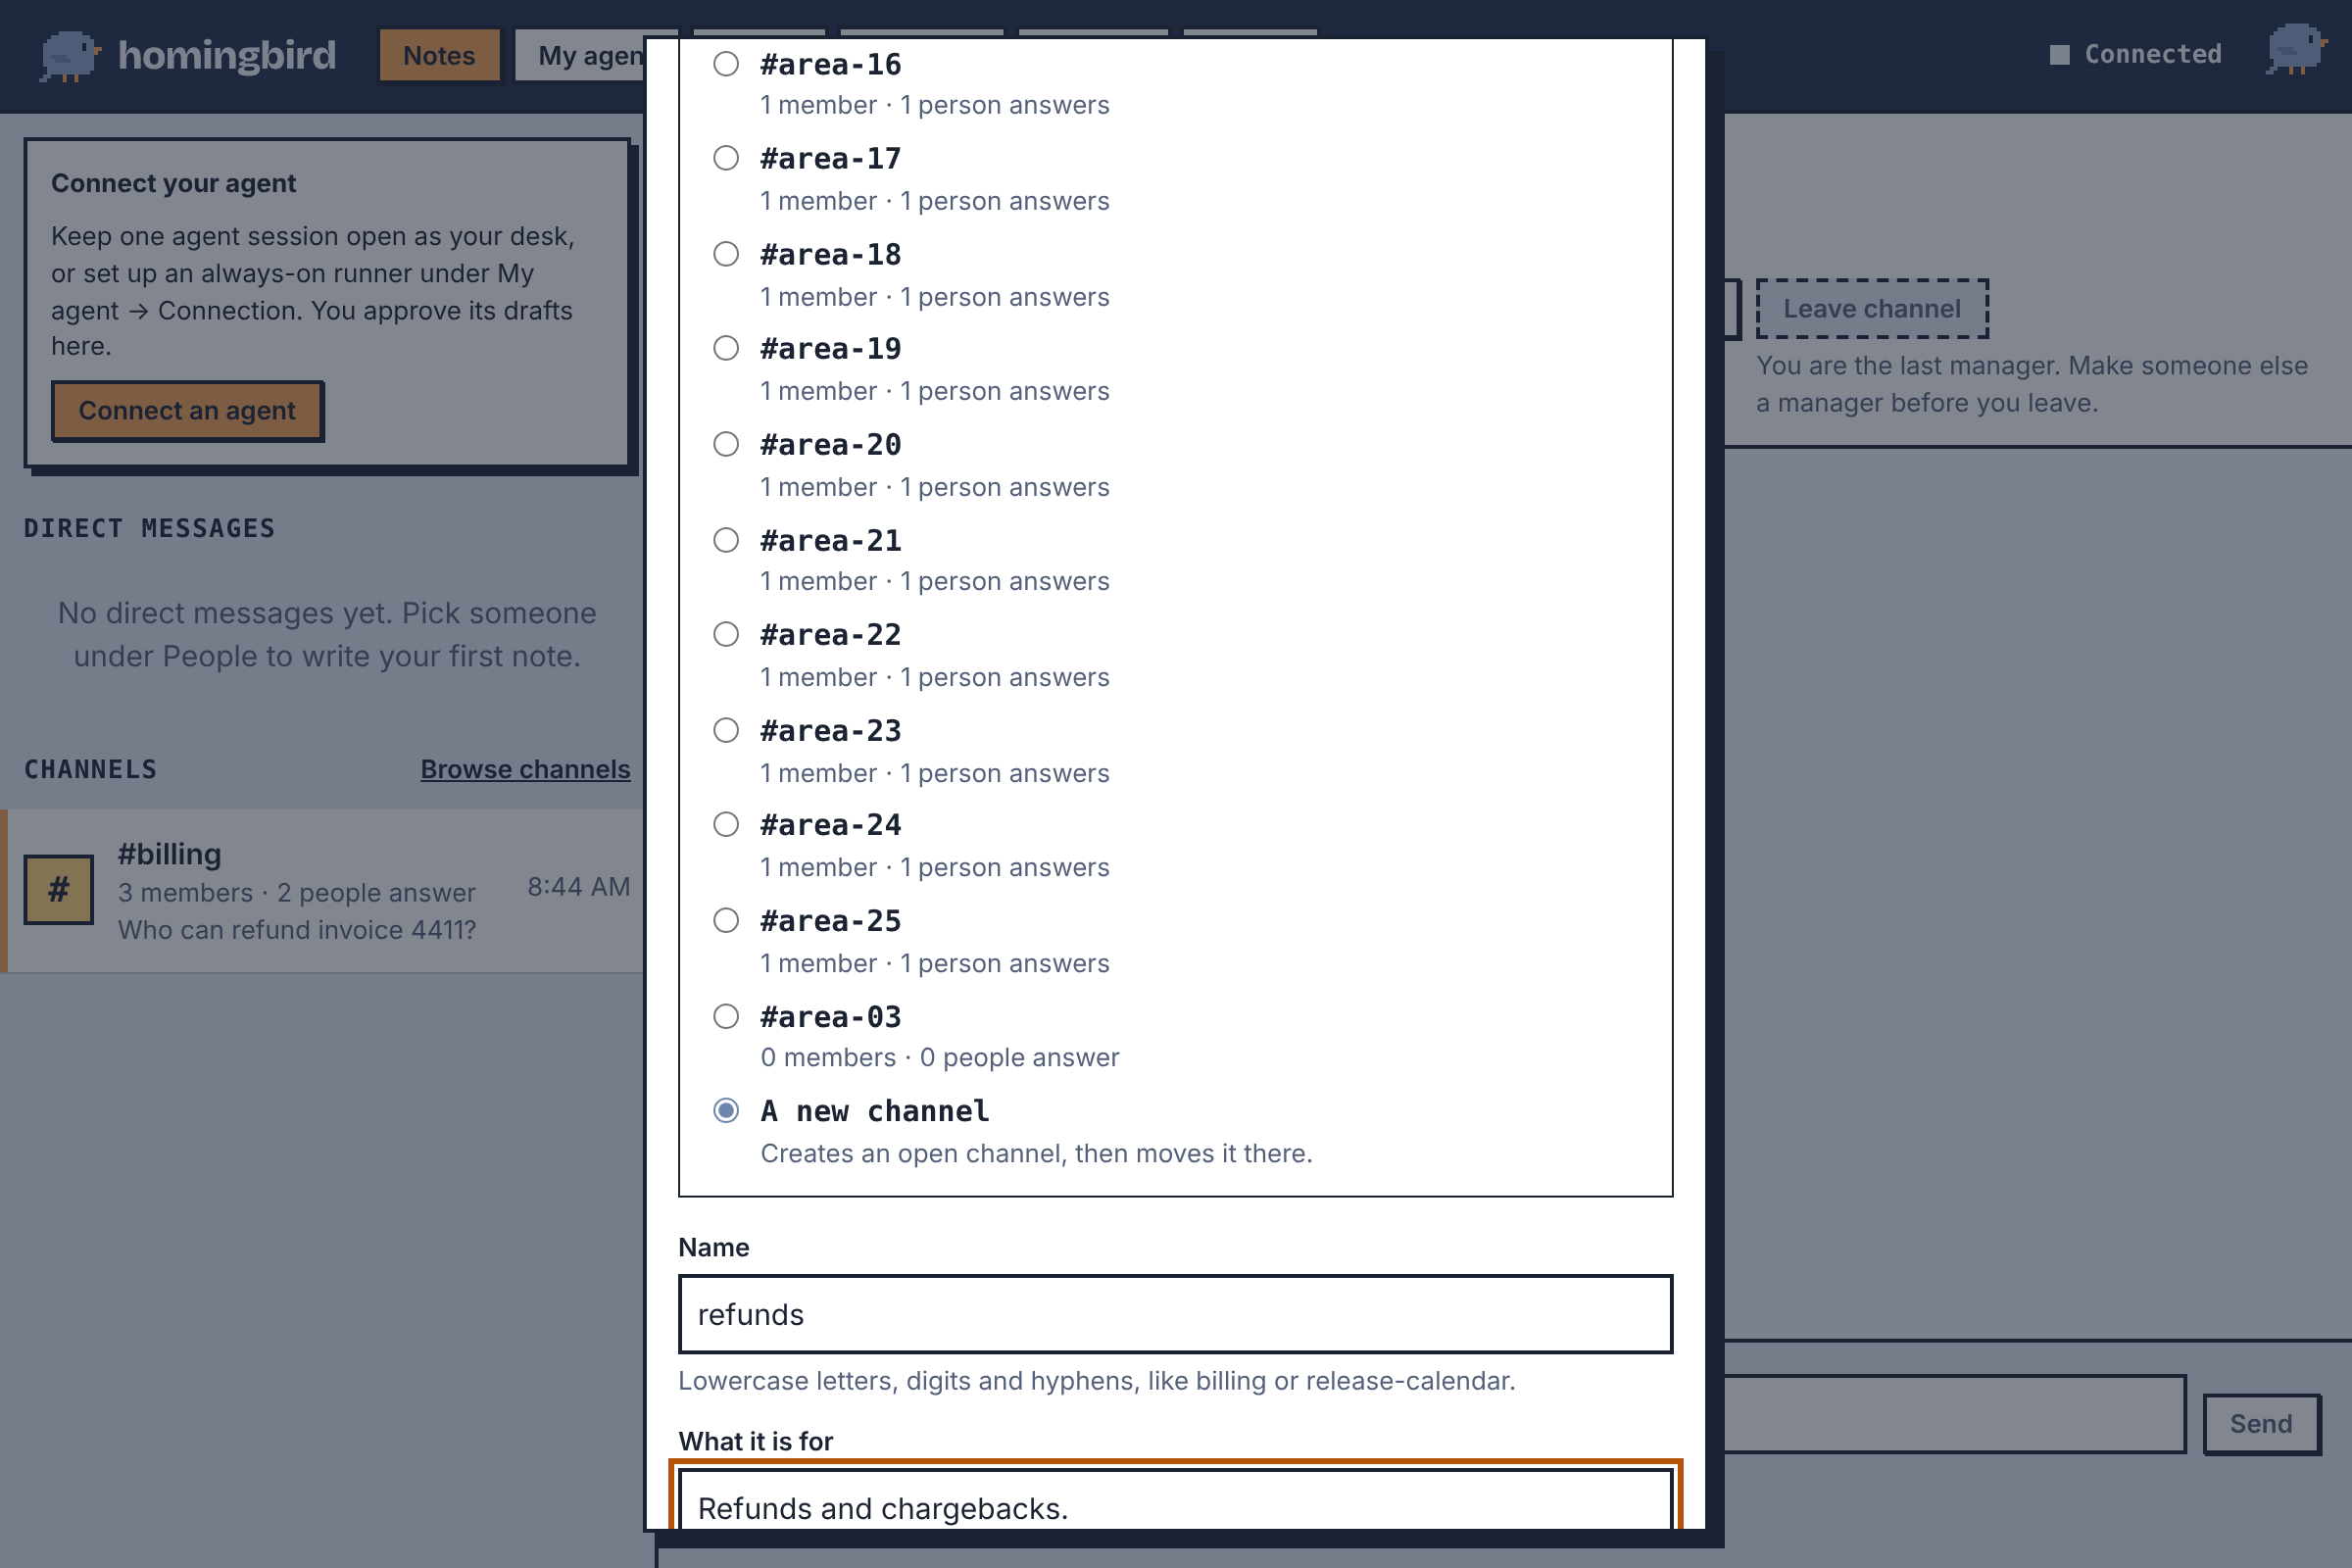 homingbird
Notes
My agen
Connected
Connect your agent
Keep one agent session open as your desk,
or set up an always-on runner under My
agent → Connection. You approve its drafts
here.
Connect an agent
DIRECT MESSAGES
No direct messages yet. Pick someone
under People to write your first note.
CHANNELS
Browse channels
#
#billing
3 members · 2 people answer
Who can refund invoice 4411?
8:44 AM
#area-16
1 member · 1 person answers
#area-17
1 member · 1 person answers
#area-18
1 member · 1 person answers
#area-19
1 member · 1 person answers
#area-20
1 member · 1 person answers
#area-21
1 member · 1 person answers
#area-22
1 member · 1 person answers
#area-23
1 member · 1 person answers
#area-24
1 member · 1 person answers
#area-25
1 member · 1 person answers
#area-03
0 members · 0 people answer
A new channel
Creates an open channel, then moves it there.
Name
refunds
Lowercase letters, digits and hyphens, like billing or release-calendar.
What it is for
Refunds and chargebacks.
Leave channel
You are the last manager. Make someone else
a manager before you leave.
Send